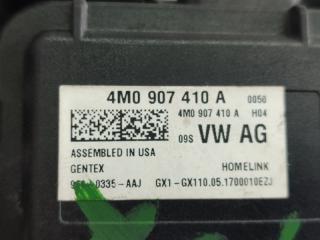 4M0 907 410 A 0050
4M0 907 410 A H04
09S VW AG
ASSEMBLED IN USA
GENTEX HOMELINK
0335-AAJ GX1-GX110.05.1700010EZJ